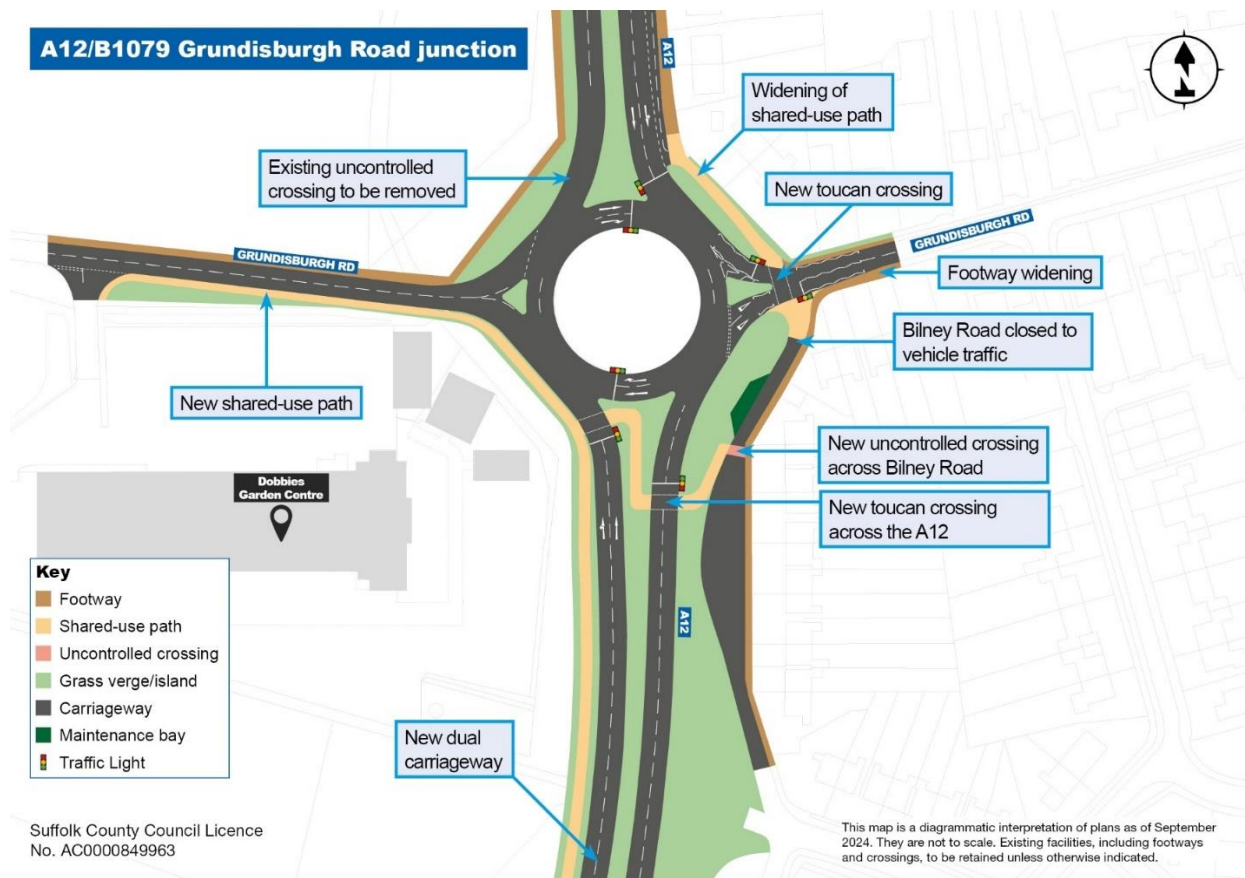 A12/B1079 Grundisburgh Road junction
A12
N
Widening of
shared-use path
Existing uncontrolled
crossing to be removed
New toucan crossing
GRUNDISBURGH RD
GRUNDISBURGH RD
Footway widening
Bilney Road closed to
vehicle traffic
New shared-use path
New uncontrolled crossing
across Bilney Road
Dobbies
Garden Centre
New toucan crossing
across the A12
Key
Footway
Shared-use path
Uncontrolled crossing
Grass verge/island
Carriageway
Maintenance bay
Traffic Light
A12
New dual
carriageway
Suffolk County Council Licence
No. AC0000849963
This map is a diagrammatic interpretation of plans as of September
2024. They are not to scale. Existing facilities, including footways
and crossings, to be retained unless otherwise indicated.